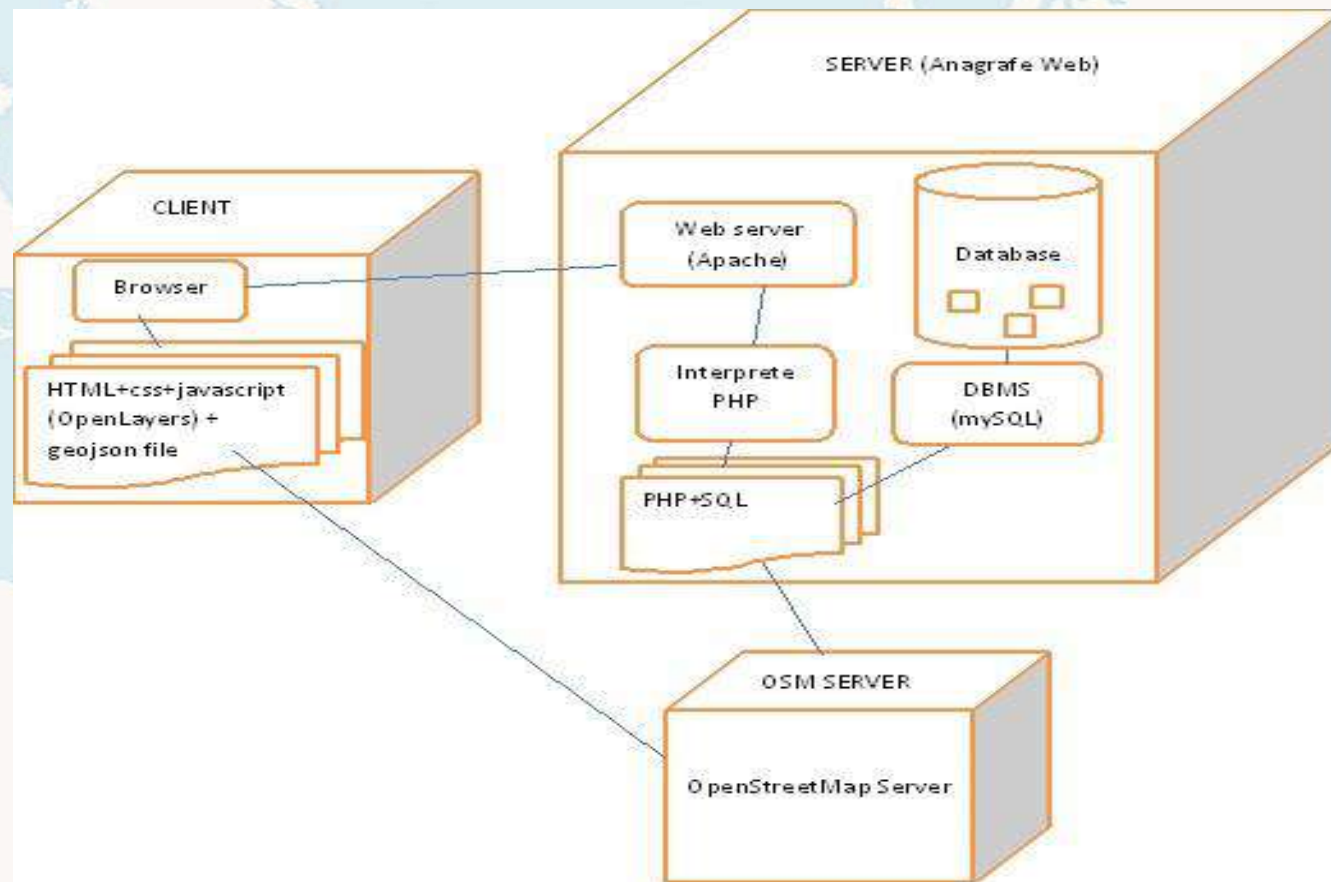 SERVER (Anagrafe Web)
CLIENT
Browser
HTML+css+javascript
(OpenLayers) +
geojson file
Web server
(Apache)
Database
Interprete
PHP
DBMS
(mySQL)
PHP+SQL
OSM SERVER
OpenStreetMap Server